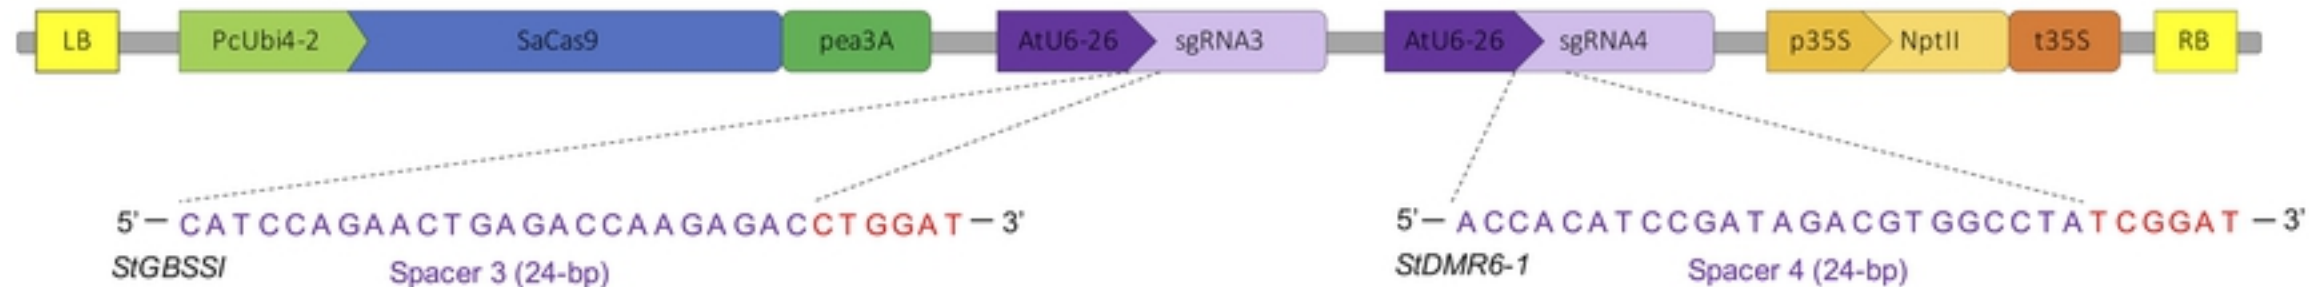 LB PcUbi4-2 SaCas9 pea3A AtU6-26 sgRNA3 AtU6-26 sgRNA4 p35S NptII t35S RB
5'– CATCCAGAACTGAGACCAAGAGACCTGGAT – 3' 5'– ACCACATCCGATAGACGTGGCCTATCGGAT – 3'
StGBSSI Spacer 3 (24-bp) StDMR6-1 Spacer 4 (24-bp)